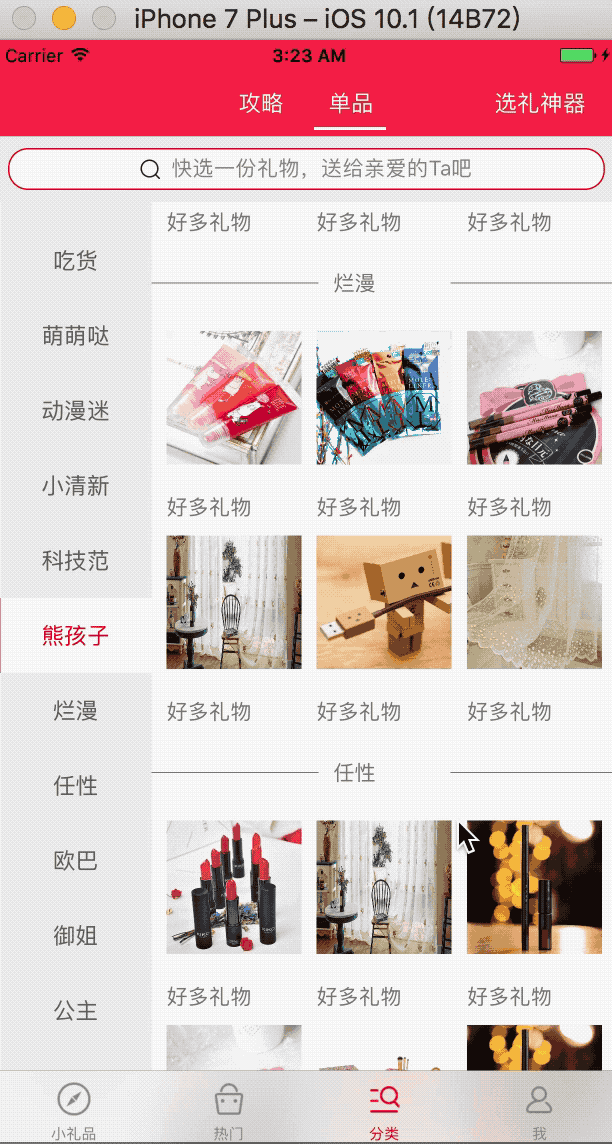 iPhone 7 Plus – iOS 10.1 (14B72)
Carrier 3:23 AM
攻略 单品 选礼神器
快选一份礼物，送给亲爱的Ta吧
吃货
萌萌哒
动漫迷
小清新
科技范
熊孩子
烂漫
任性
欧巴
御姐
公主
好多礼物 好多礼物 好多礼物
烂漫
好多礼物 好多礼物 好多礼物
好多礼物 好多礼物 好多礼物
任性
好多礼物 好多礼物 好多礼物
小礼品 热门 分类 我